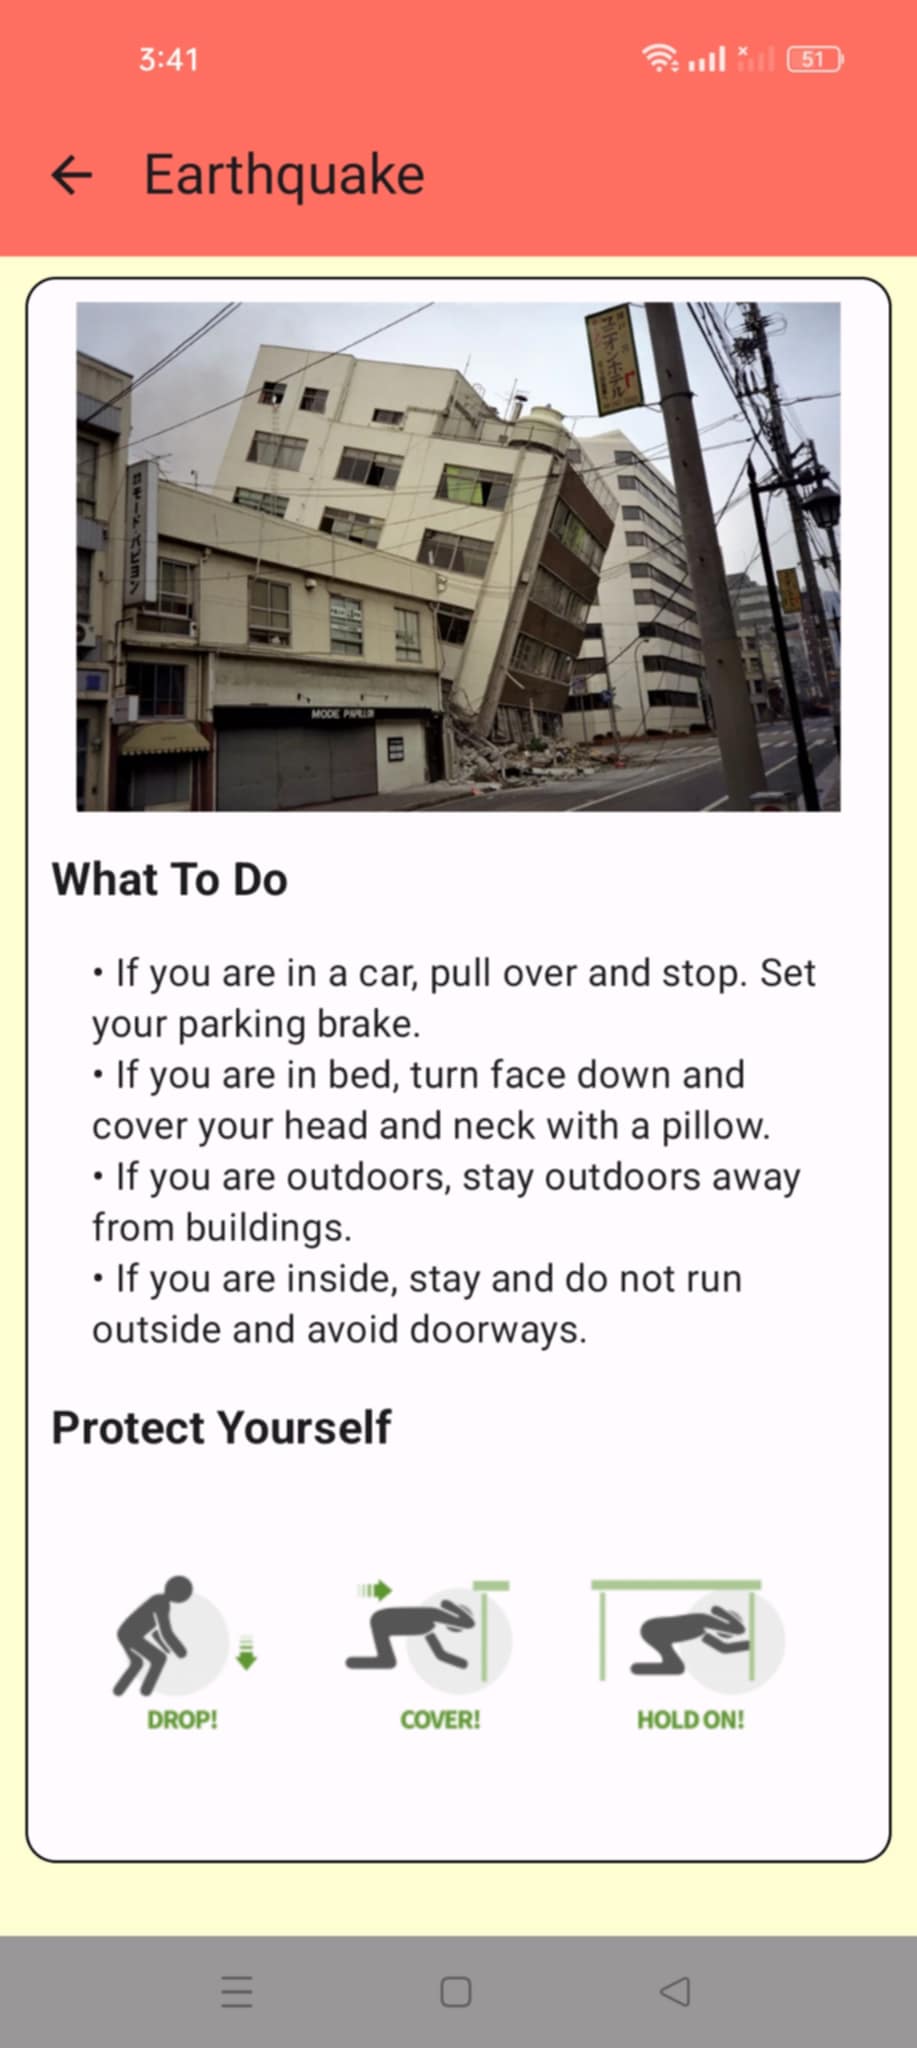 3:41
51
Earthquake
モード・パピヨン
MODE PAPILLON
What To Do
• If you are in a car, pull over and stop. Set
your parking brake.
• If you are in bed, turn face down and
cover your head and neck with a pillow.
• If you are outdoors, stay outdoors away
from buildings.
• If you are inside, stay and do not run
outside and avoid doorways.
Protect Yourself
DROP!
COVER!
HOLD ON!